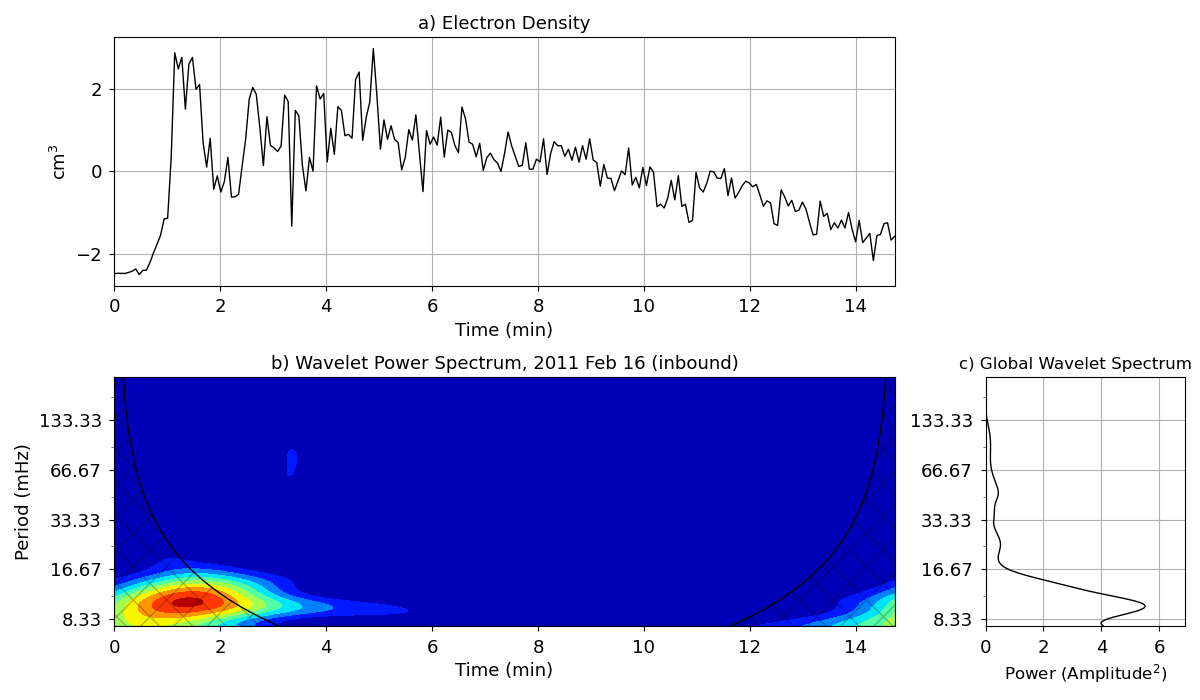 a) Electron Density
cm³
2
0
−2
0 2 4 6 8 10 12 14
Time (min)
b) Wavelet Power Spectrum, 2011 Feb 16 (inbound)
c) Global Wavelet Spectrum
Period (mHz)
133.33
66.67
33.33
16.67
8.33
0 2 4 6 8 10 12 14
Time (min)
133.33
66.67
33.33
16.67
8.33
0 2 4 6
Power (Amplitude²)